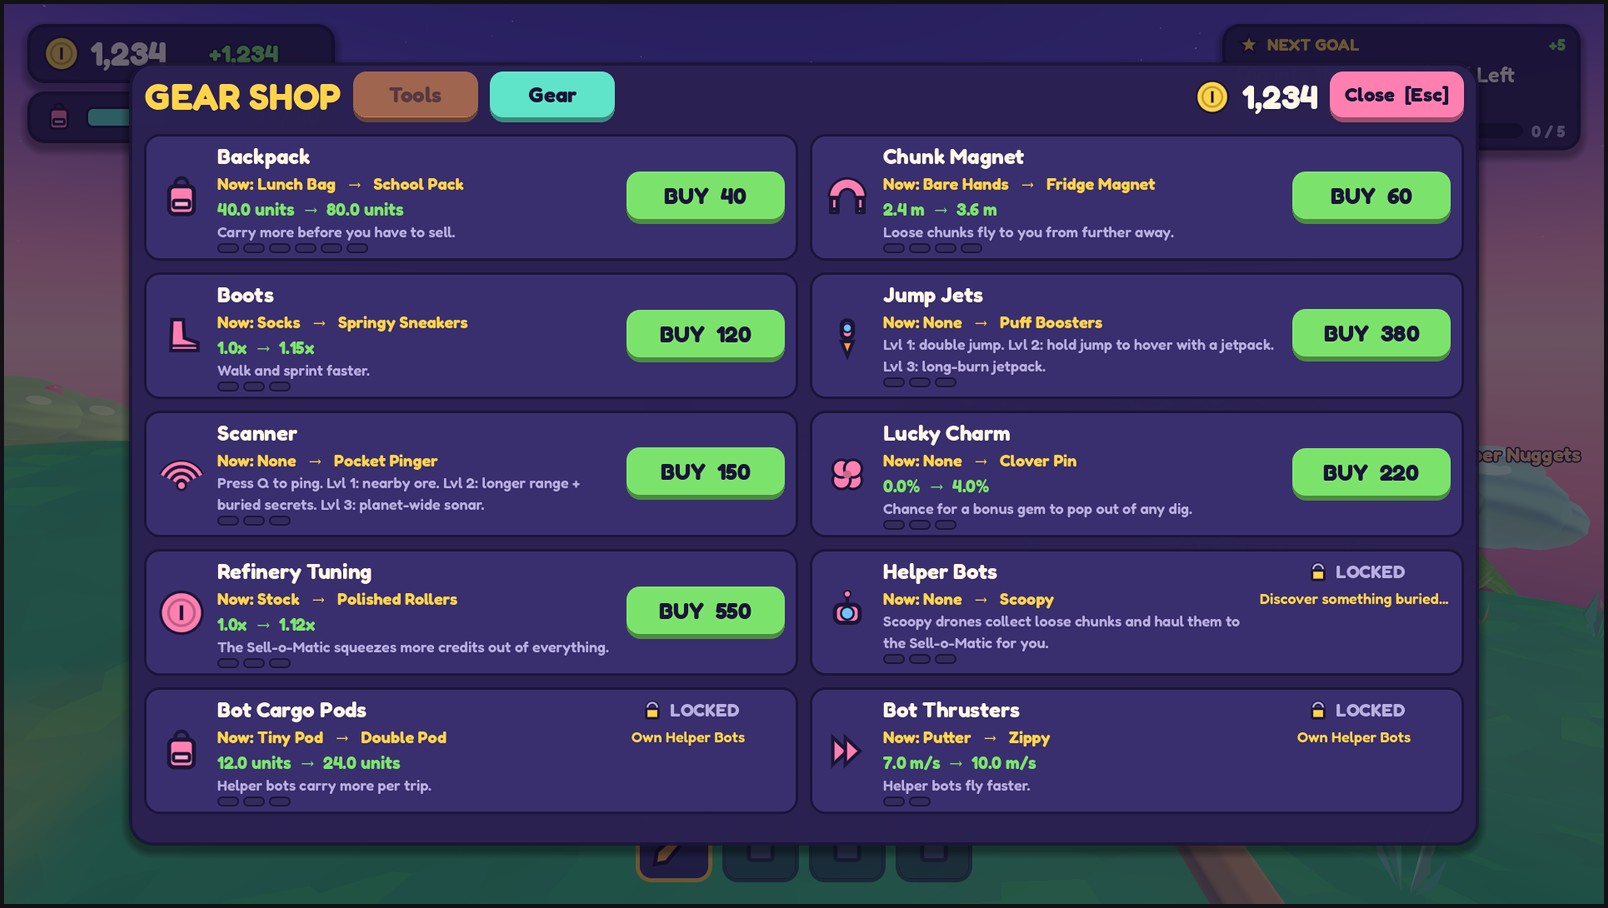 1,234 +1.234
NEXT GOAL +5
Left
0 / 5
GEAR SHOP Tools Gear 1,234 Close [Esc]
Backpack
Now: Lunch Bag → School Pack
40.0 units → 80.0 units
Carry more before you have to sell.
BUY 40
Chunk Magnet
Now: Bare Hands → Fridge Magnet
2.4 m → 3.6 m
Loose chunks fly to you from further away.
BUY 60
Boots
Now: Socks → Springy Sneakers
1.0x → 1.15x
Walk and sprint faster.
BUY 120
Jump Jets
Now: None → Puff Boosters
Lvl 1: double jump. Lvl 2: hold jump to hover with a jetpack.
Lvl 3: long-burn jetpack.
BUY 380
Scanner
Now: None → Pocket Pinger
Press Q to ping. Lvl 1: nearby ore. Lvl 2: longer range +
buried secrets. Lvl 3: planet-wide sonar.
BUY 150
Lucky Charm
Now: None → Clover Pin
0.0% → 4.0%
Chance for a bonus gem to pop out of any dig.
BUY 220
Refinery Tuning
Now: Stock → Polished Rollers
1.0x → 1.12x
The Sell-o-Matic squeezes more credits out of everything.
BUY 550
Helper Bots
Now: None → Scoopy
Scoopy drones collect loose chunks and haul them to
the Sell-o-Matic for you.
LOCKED
Discover something buried...
Bot Cargo Pods
Now: Tiny Pod → Double Pod
12.0 units → 24.0 units
Helper bots carry more per trip.
LOCKED
Own Helper Bots
Bot Thrusters
Now: Putter → Zippy
7.0 m/s → 10.0 m/s
Helper bots fly faster.
LOCKED
Own Helper Bots
Nuggets